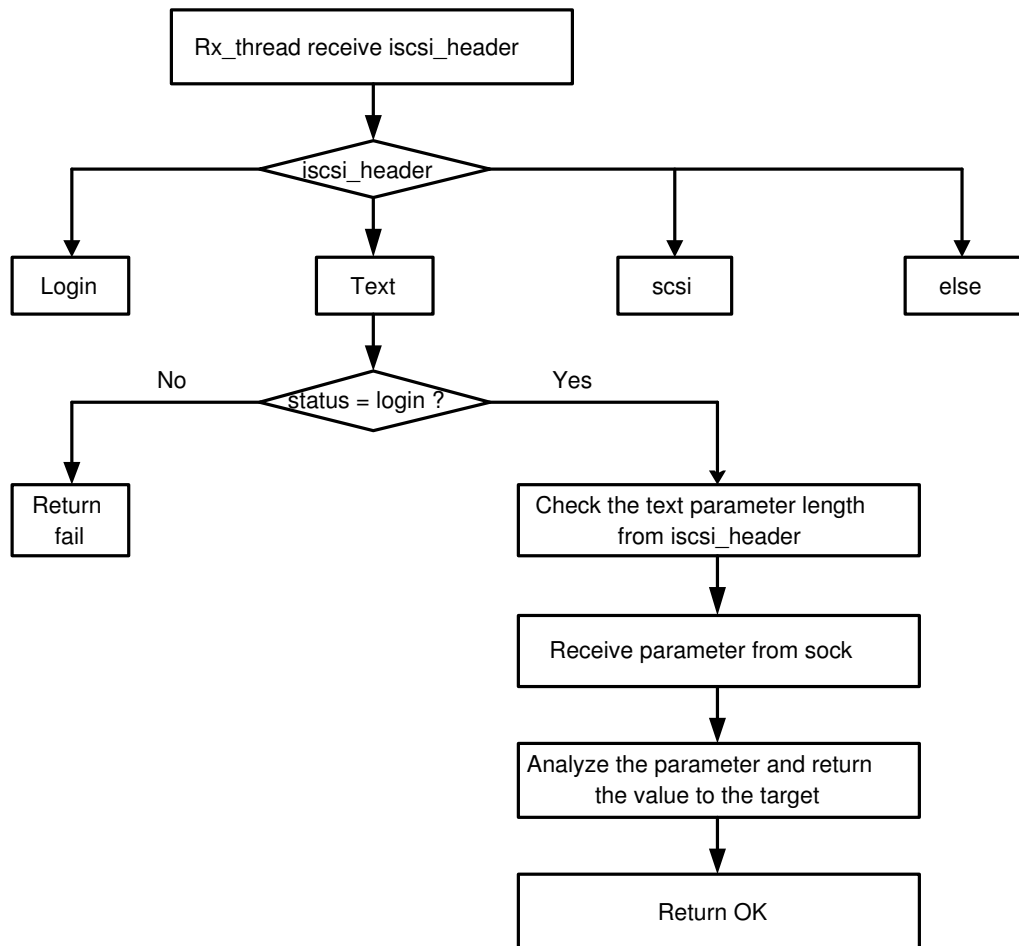 Rx_thread receive iscsi_header
iscsi_header
Login
Text
scsi
else
No
status = login ?
Yes
Return
fail
Check the text parameter length
from iscsi_header
Receive parameter from sock
Analyze the parameter and return
the value to the target
Return OK